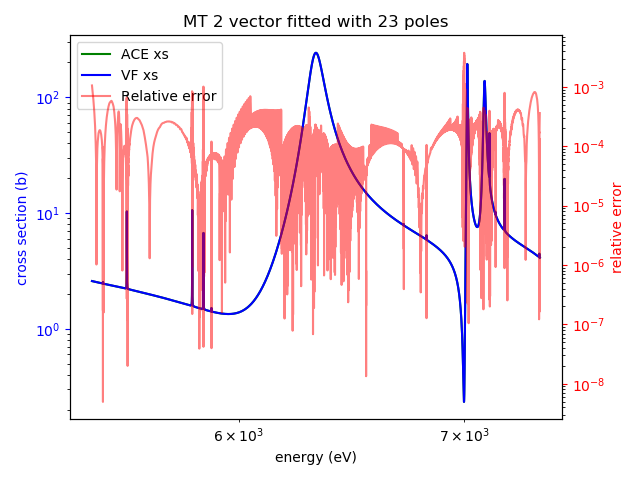 MT 2 vector fitted with 23 poles
ACE xs
VF xs
Relative error
cross section (b)
10²
10¹
10⁰
10⁻³
10⁻⁴
10⁻⁵
10⁻⁶
10⁻⁷
10⁻⁸
relative error
6 × 10³
7 × 10³
energy (eV)